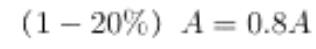 (1 − 20%) A = 0.8A